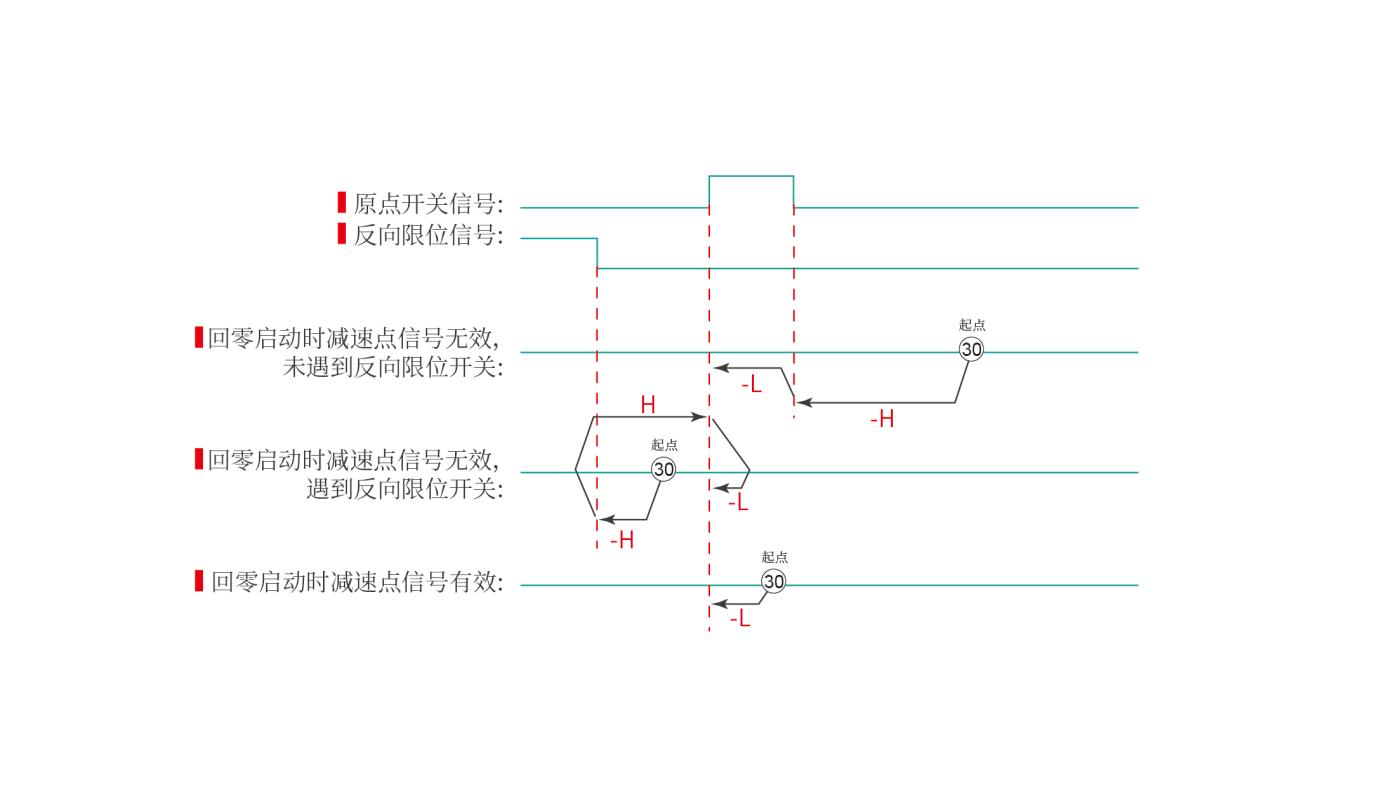 原点开关信号:
反向限位信号:
起点
回零启动时减速点信号无效,
30
未遇到反向限位开关:
-L
-H
H
起点
回零启动时减速点信号无效,
30
遇到反向限位开关:
-L
-H
起点
回零启动时减速点信号有效:
30
-L